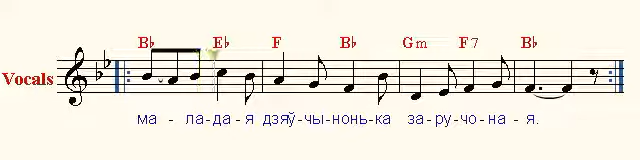 B♭ E♭ F B♭ Gm F7 B♭
Vocals
ма - ла-да-я дзяў-чы-нонь-ка за-ру-чо-на-я.